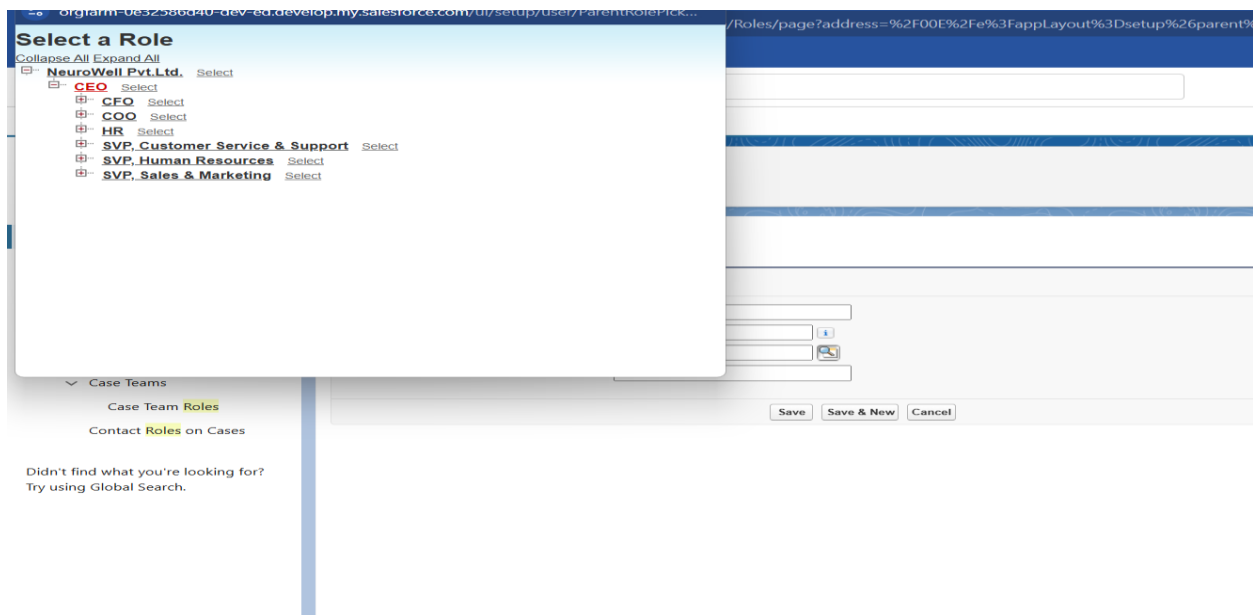 orgfarm-0e32586d40-dev-ed.develop.my.salesforce.com/ui/setup/user/ParentRolePick...
/Roles/page?address=%2F00E%2Fe%3FappLayout%3Dsetup%26parent%
Select a Role
Collapse All Expand All
NeuroWell Pvt.Ltd. Select
CEO Select
CFO Select
COO Select
HR Select
SVP, Customer Service & Support Select
SVP, Human Resources Select
SVP, Sales & Marketing Select
Case Teams
Case Team Roles
Contact Roles on Cases
Save Save & New Cancel
Didn't find what you're looking for?
Try using Global Search.